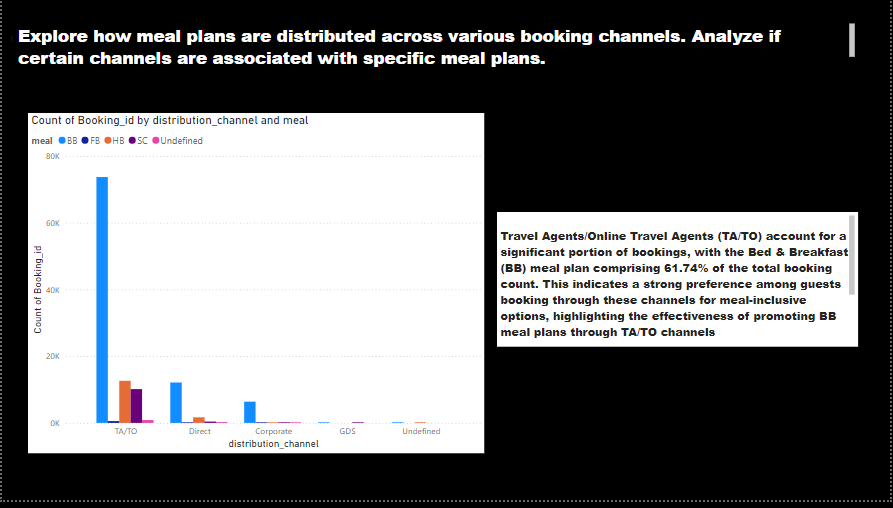 Explore how meal plans are distributed across various booking channels. Analyze if
certain channels are associated with specific meal plans.
Count of Booking_id by distribution_channel and meal
meal BB FB HB SC Undefined
80K
60K
40K
20K
0K
Count of Booking_id
TA/TO Direct Corporate GDS Undefined
distribution_channel
Travel Agents/Online Travel Agents (TA/TO) account for a
significant portion of bookings, with the Bed & Breakfast
(BB) meal plan comprising 61.74% of the total booking
count. This indicates a strong preference among guests
booking through these channels for meal-inclusive
options, highlighting the effectiveness of promoting BB
meal plans through TA/TO channels